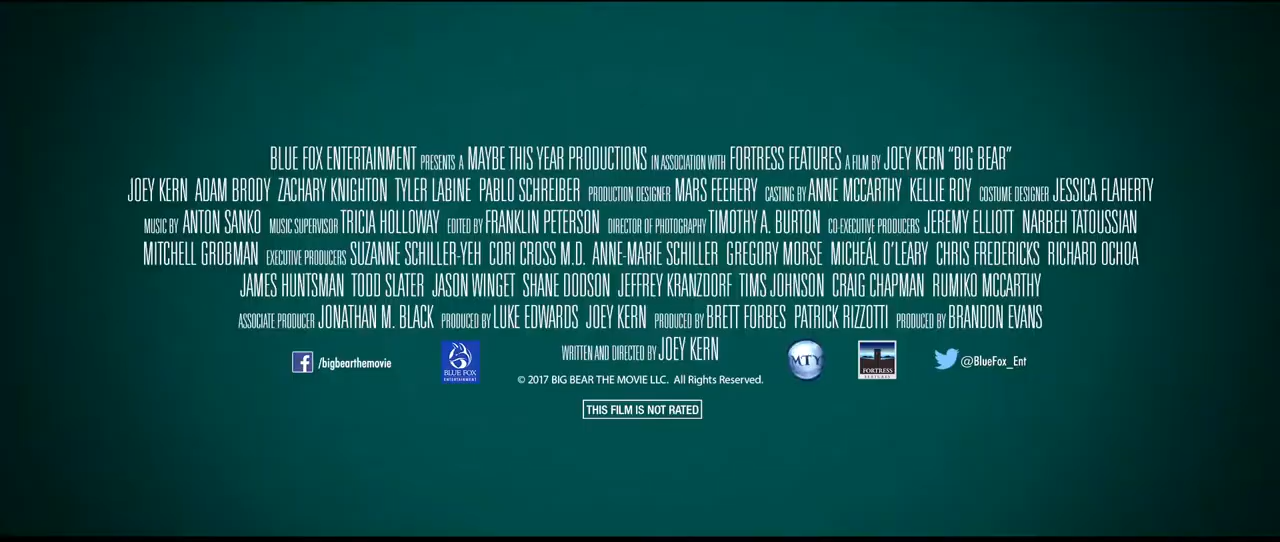 BLUE FOX ENTERTAINMENT PRESENTS A MAYBE THIS YEAR PRODUCTIONS IN ASSOCIATION WITH FORTRESS FEATURES A FILM BY JOEY KERN “BIG BEAR”
JOEY KERN ADAM BRODY ZACHARY KNIGHTON TYLER LABINE PABLO SCHREIBER PRODUCTION DESIGNER MARS FEEHERY CASTING BY ANNE MCCARTHY KELLIE ROY COSTUME DESIGNER JESSICA FLAHERTY
MUSIC BY ANTON SANKO MUSIC SUPERVISOR TRICIA HOLLOWAY EDITED BY FRANKLIN PETERSON DIRECTOR OF PHOTOGRAPHY TIMOTHY A. BURTON CO-EXECUTIVE PRODUCERS JEREMY ELLIOTT NARBEH TATOUSSIAN
MITCHELL GROBMAN EXECUTIVE PRODUCERS SUZANNE SCHILLER-YEH CORI CROSS M.D. ANNE-MARIE SCHILLER GREGORY MORSE MICHEÁL O'LEARY CHRIS FREDERICKS RICHARD OCHOA
JAMES HUNTSMAN TODD SLATER JASON WINGET SHANE DODSON JEFFREY KRANZDORF TIMS JOHNSON CRAIG CHAPMAN RUMIKO MCCARTHY
ASSOCIATE PRODUCER JONATHAN M. BLACK PRODUCED BY LUKE EDWARDS JOEY KERN PRODUCED BY BRETT FORBES PATRICK RIZZOTTI PRODUCED BY BRANDON EVANS
WRITTEN AND DIRECTED BY JOEY KERN
f /bigbearthemovie
BLUE FOX
ENTERTAINMENT
MTY
FORTRESS
FEATURES
@BlueFox_Ent
© 2017 BIG BEAR THE MOVIE LLC. All Rights Reserved.
THIS FILM IS NOT RATED